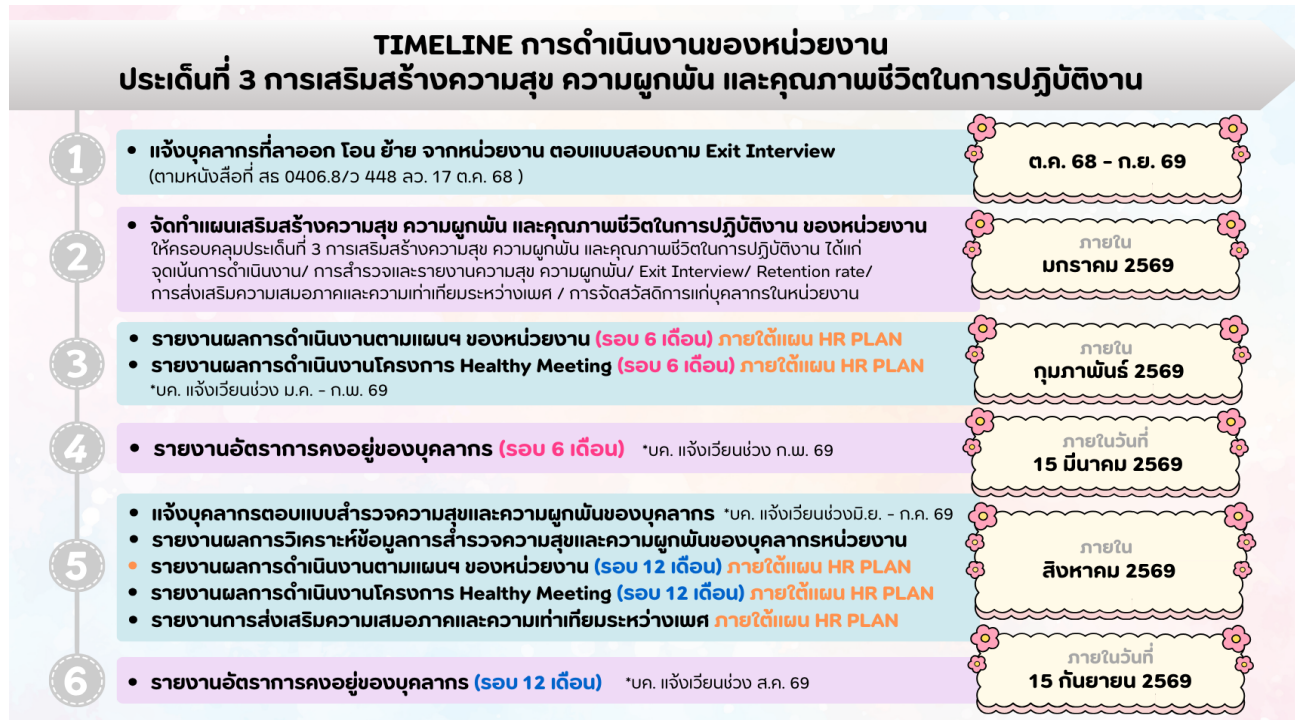 TIMELINE การดำเนินงานของหน่วยงาน
ประเด็นที่ 3 การเสริมสร้างความสุข ความผูกพัน และคุณภาพชีวิตในการปฏิบัติงาน
1
• แจ้งบุคลากรที่ลาออก โอน ย้าย จากหน่วยงาน ตอบแบบสอบถาม Exit Interview
(ตามหนังสือที่ สธ 0406.8/ว 448 ลว. 17 ต.ค. 68 )
ต.ค. 68 - ก.ย. 69
2
• จัดทำแผนเสริมสร้างความสุข ความผูกพัน และคุณภาพชีวิตในการปฏิบัติงาน ของหน่วยงาน
ให้ครอบคลุมประเด็นที่ 3 การเสริมสร้างความสุข ความผูกพัน และคุณภาพชีวิตในการปฏิบัติงาน ได้แก่
จุดเน้นการดำเนินงาน/ การสำรวจและรายงานความสุข ความผูกพัน/ Exit Interview/ Retention rate/
การส่งเสริมความเสมอภาคและความเท่าเทียมระหว่างเพศ / การจัดสวัสดิการแก่บุคลากรในหน่วยงาน
ภายใน
มกราคม 2569
3
• รายงานผลการดำเนินงานตามแผนฯ ของหน่วยงาน (รอบ 6 เดือน) ภายใต้แผน HR PLAN
• รายงานผลการดำเนินงานโครงการ Healthy Meeting (รอบ 6 เดือน) ภายใต้แผน HR PLAN
*บค. แจ้งเวียนช่วง ม.ค. - ก.พ. 69
ภายใน
กุมภาพันธ์ 2569
4
• รายงานอัตราการคงอยู่ของบุคลากร (รอบ 6 เดือน) *บค. แจ้งเวียนช่วง ก.พ. 69
ภายในวันที่
15 มีนาคม 2569
5
• แจ้งบุคลากรตอบแบบสำรวจความสุขและความผูกพันของบุคลากร *บค. แจ้งเวียนช่วงมิ.ย. - ก.ค. 69
• รายงานผลการวิเคราะห์ข้อมูลการสำรวจความสุขและความผูกพันของบุคลากรหน่วยงาน
• รายงานผลการดำเนินงานตามแผนฯ ของหน่วยงาน (รอบ 12 เดือน) ภายใต้แผน HR PLAN
• รายงานผลการดำเนินงานโครงการ Healthy Meeting (รอบ 12 เดือน) ภายใต้แผน HR PLAN
• รายงานการส่งเสริมความเสมอภาคและความเท่าเทียมระหว่างเพศ ภายใต้แผน HR PLAN
ภายใน
สิงหาคม 2569
6
• รายงานอัตราการคงอยู่ของบุคลากร (รอบ 12 เดือน) *บค. แจ้งเวียนช่วง ส.ค. 69
ภายในวันที่
15 กันยายน 2569